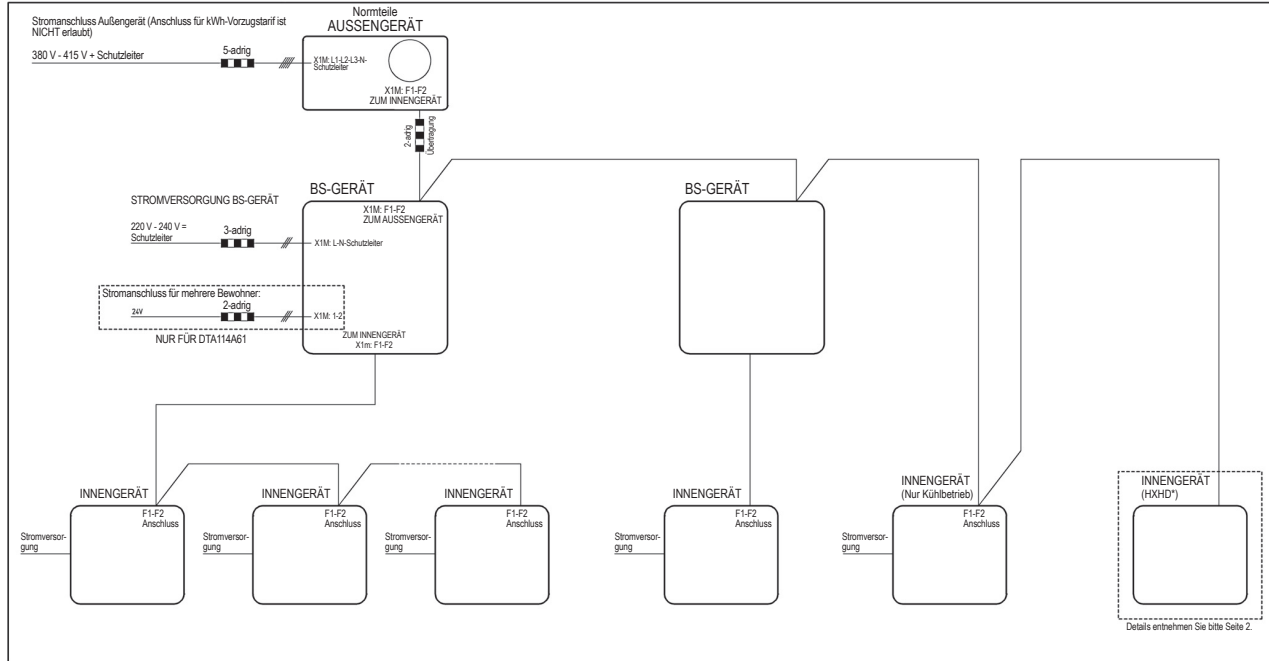 Stromanschluss Außengerät (Anschluss für kWh-Vorzugstarif ist
NICHT erlaubt)
380 V - 415 V + Schutzleiter
5-adrig
Normteile
AUSSENGERÄT
X1M: L1-L2-L3-N-
Schutzleiter
X1M: F1-F2
ZUM INNENGERÄT
2-adrig
Übertragung
BS-GERÄT
X1M: F1-F2
ZUM AUSSENGERÄT
STROMVERSORGUNG BS-GERÄT
220 V - 240 V =
Schutzleiter
3-adrig
X1M: L-N-Schutzleiter
Stromanschluss für mehrere Bewohner:
2-adrig
24V
X1M: 1-2
NUR FÜR DTA114A61
ZUM INNENGERÄT
X1m: F1-F2
BS-GERÄT
INNENGERÄT
F1-F2
Anschluss
Stromversor-
gung
INNENGERÄT
F1-F2
Anschluss
Stromversor-
gung
INNENGERÄT
F1-F2
Anschluss
Stromversor-
gung
INNENGERÄT
F1-F2
Anschluss
Stromversor-
gung
INNENGERÄT
(Nur Kühlbetrieb)
F1-F2
Anschluss
Stromversor-
gung
INNENGERÄT
(HXHD*)
Details entnehmen Sie bitte Seite 2.